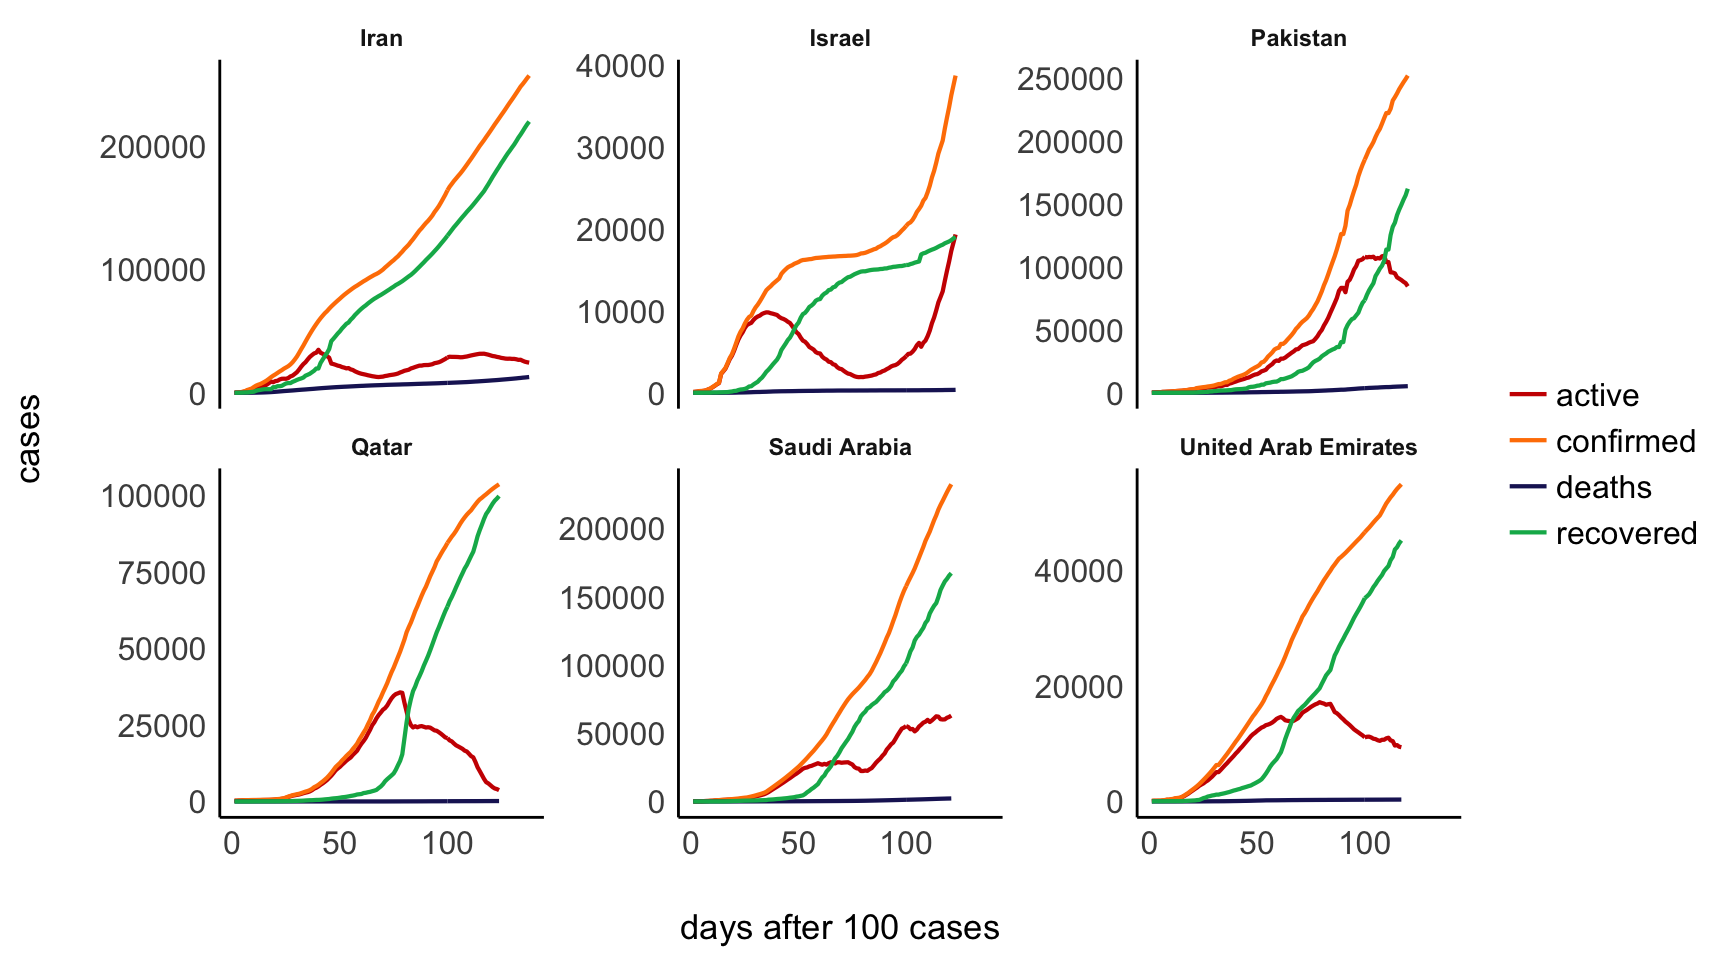 Iran
Israel
Pakistan
200000
100000
0
40000
30000
20000
10000
0
250000
200000
150000
100000
50000
0
Qatar
Saudi Arabia
United Arab Emirates
100000
75000
50000
25000
0
200000
150000
100000
50000
0
40000
20000
0
0 50 100
0 50 100
0 50 100
cases
days after 100 cases
active
confirmed
deaths
recovered